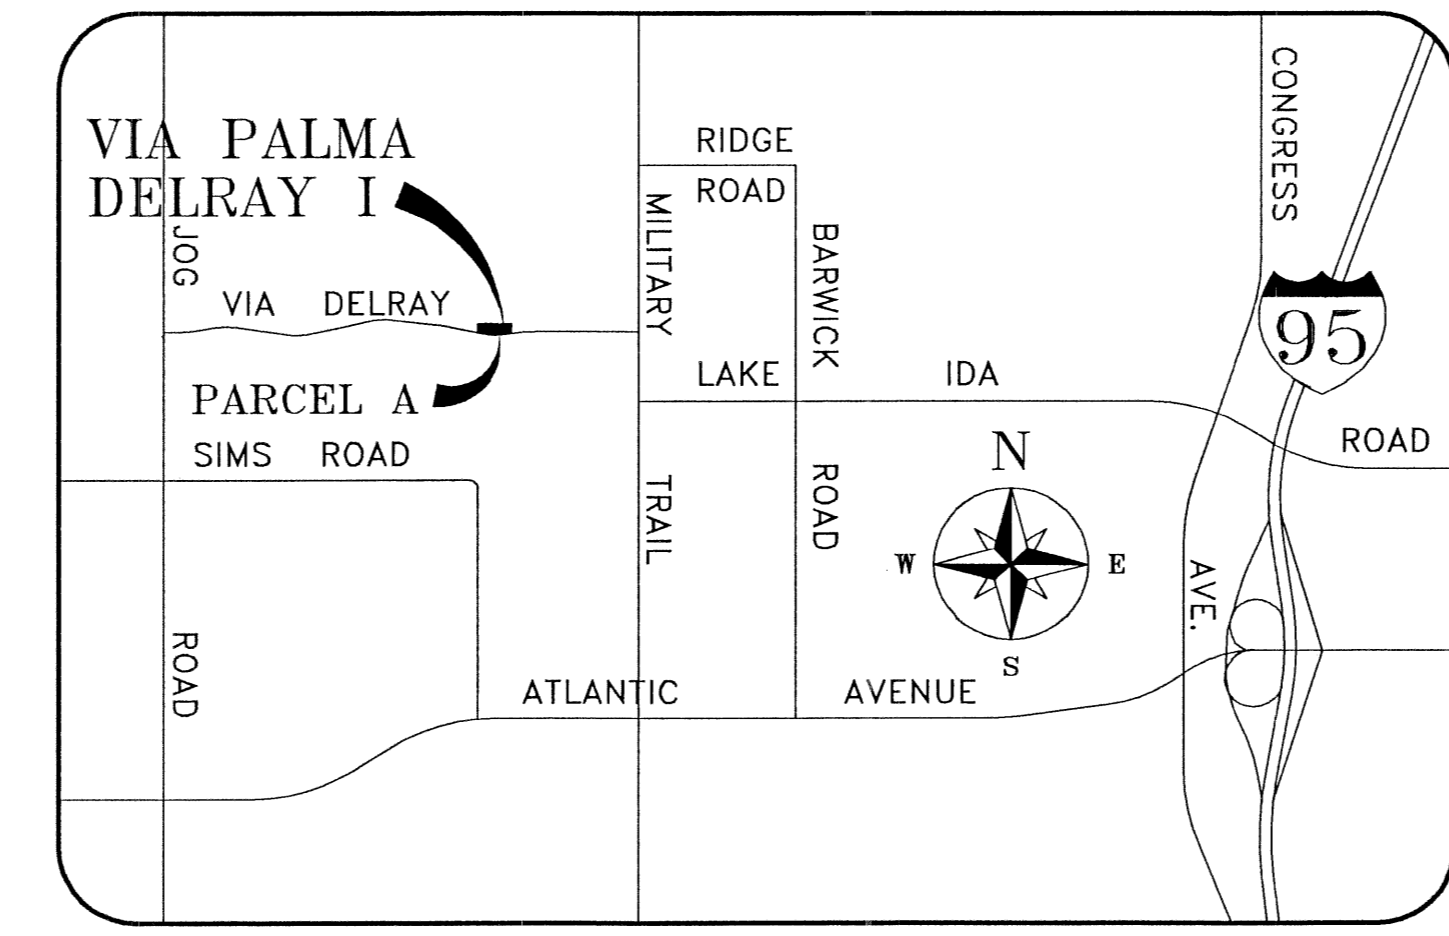 VIA PALMA
DELRAY I
JOG
ROAD
VIA DELRAY
PARCEL A
SIMS ROAD
MILITARY
TRAIL
RIDGE
ROAD
BARWICK
ROAD
LAKE IDA
ROAD
CONGRESS
AVE.
95
N
W
E
S
ATLANTIC AVENUE